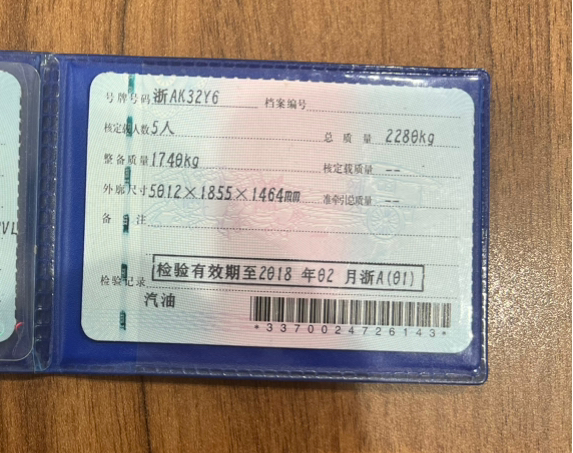 号牌号码 浙AK32Y6 档案编号
核定载人数 5人 总质量 2280kg
整备质量 1740kg 核定载质量 --
外廓尺寸 5012×1855×1464mm 准牵引总质量 --
备注
检验记录 检验有效期至2018 年02 月浙A(01)
汽油
*3370024726143*